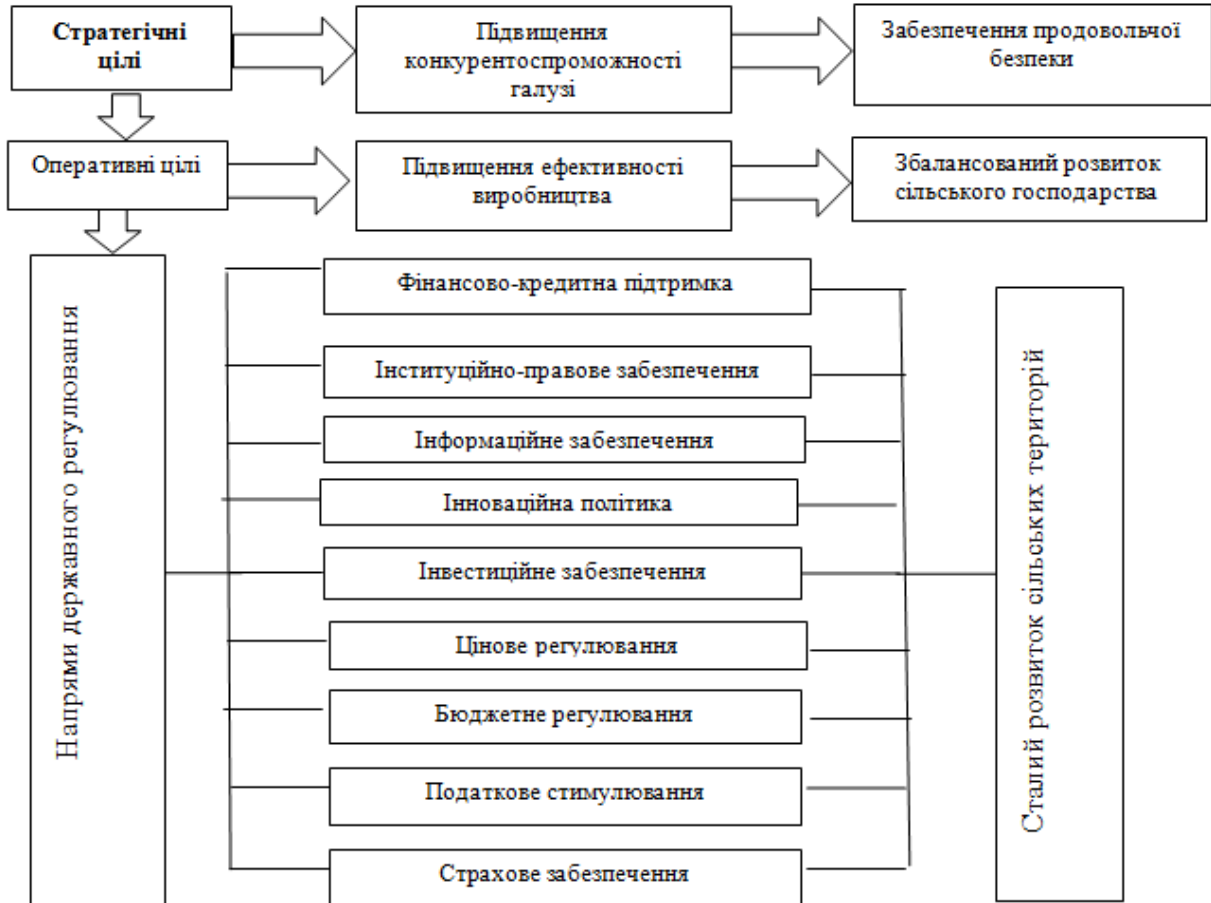 Стратегічні
цілі
Підвищення
конкурентоспроможності
галузі
Забезпечення продовольчої
безпеки
Оперативні цілі
Підвищення ефективності
виробництва
Збалансований розвиток
сільського господарства
Напрями державного регулювання
Фінансово-кредитна підтримка
Інституційно-правове забезпечення
Інформаційне забезпечення
Інноваційна політика
Інвестиційне забезпечення
Цінове регулювання
Бюджетне регулювання
Податкове стимулювання
Страхове забезпечення
Сталий розвиток сільських територій